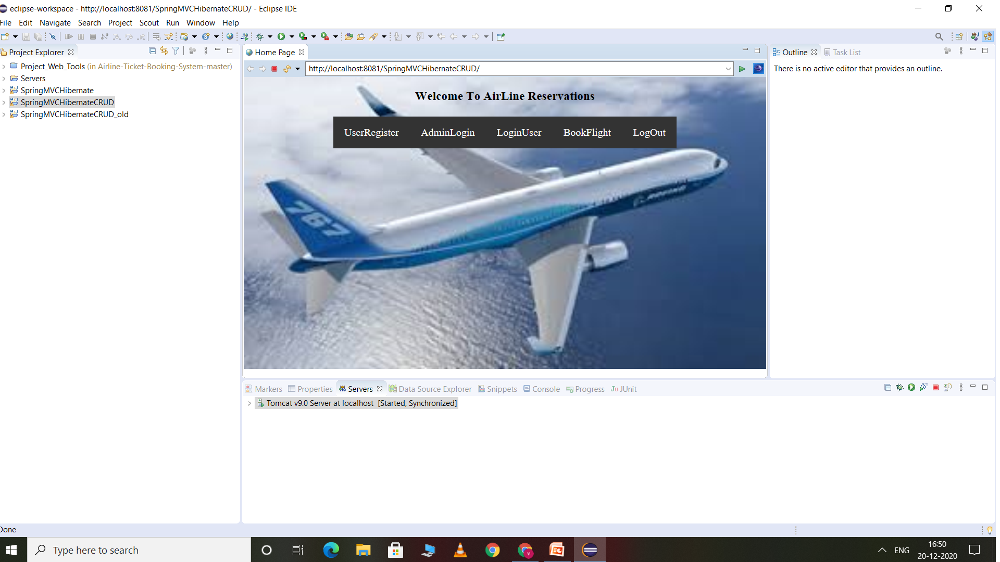 eclipse-workspace - http://localhost:8081/SpringMVCHibernateCRUD/ - Eclipse IDE
File Edit Navigate Search Project Scout Run Window Help
Project Explorer
Project_Web_Tools (in Airline-Ticket-Booking-System-master)
Servers
SpringMVCHibernate
SpringMVCHibernateCRUD
SpringMVCHibernateCRUD_old
Home Page
http://localhost:8081/SpringMVCHibernateCRUD/
Welcome To AirLine Reservations
UserRegister AdminLogin LoginUser BookFlight LogOut
767
BOEING
Outline Task List
There is no active editor that provides an outline.
Markers Properties Servers Data Source Explorer Snippets Console Progress JUnit
Tomcat v9.0 Server at localhost [Started, Synchronized]
Done
Type here to search
ENG
16:50
20-12-2020